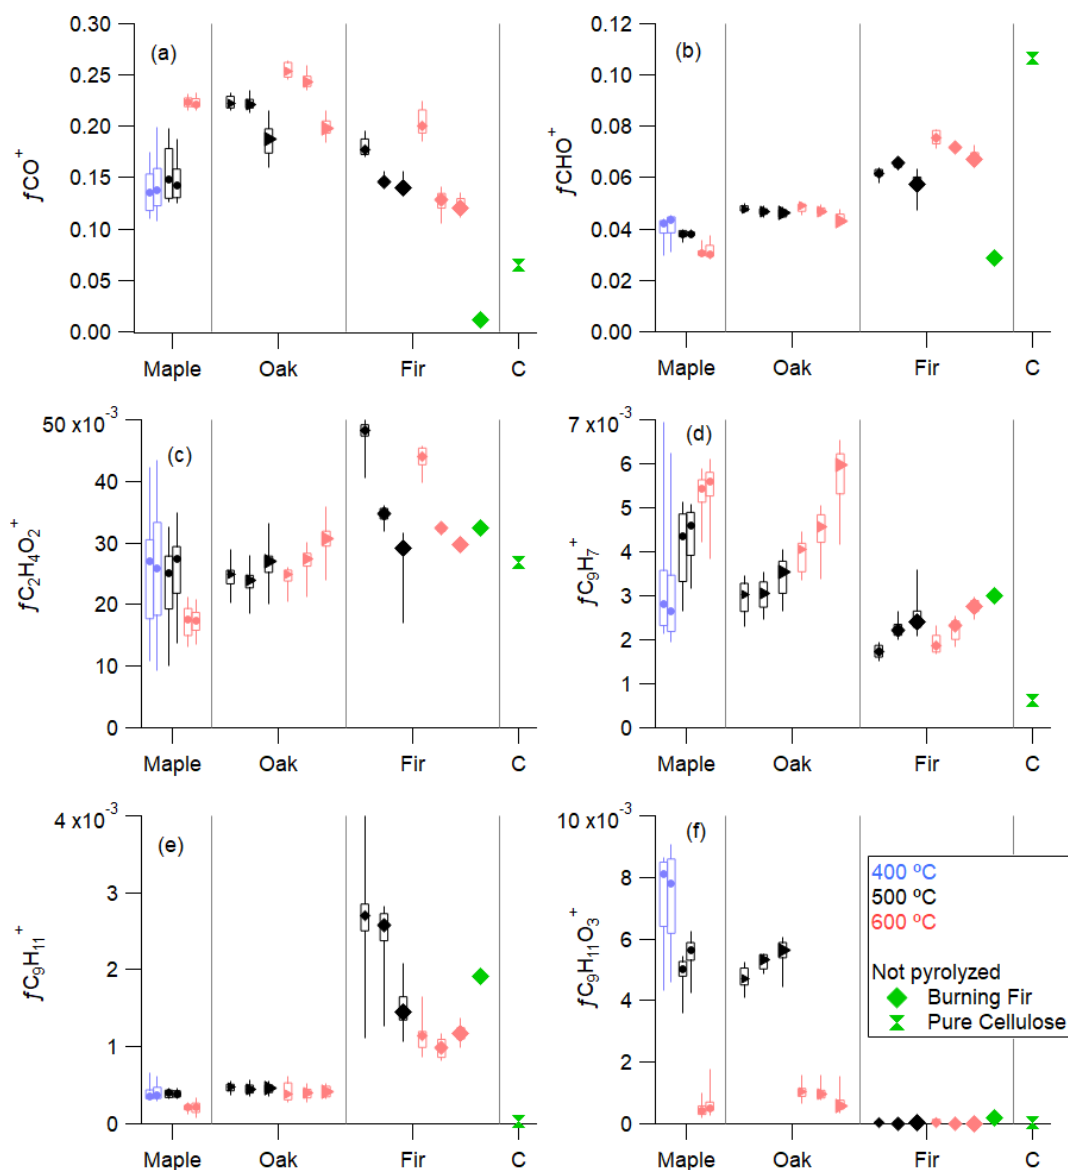 0.30
0.25
0.20
0.15
0.10
0.05
0.00
fCO+
(a)
Maple
Oak
Fir
C
0.12
0.10
0.08
0.06
0.04
0.02
0.00
fCHO+
(b)
Maple
Oak
Fir
C
50 x10-3
40
30
20
10
0
fC2H4O2+
(c)
Maple
Oak
Fir
C
7 x10-3
6
5
4
3
2
1
0
fC9H7+
(d)
Maple
Oak
Fir
C
4 x10-3
3
2
1
0
fC9H11+
(e)
Maple
Oak
Fir
C
10 x10-3
8
6
4
2
0
fC9H11O3+
(f)
400 ºC
500 ºC
600 ºC
Not pyrolyzed
Burning Fir
Pure Cellulose
Maple
Oak
Fir
C